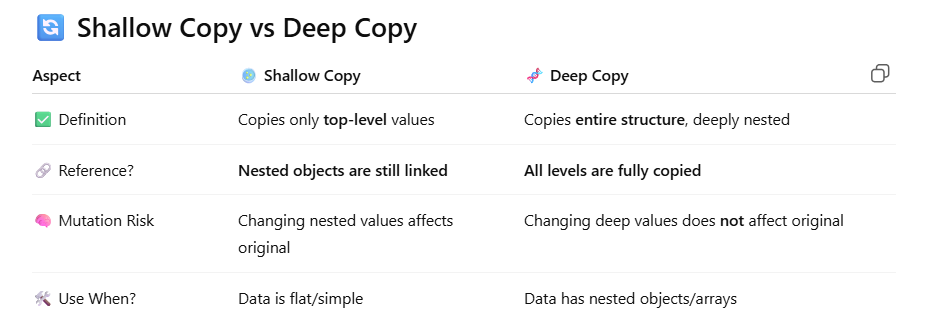 Shallow Copy vs Deep Copy
Aspect Shallow Copy Deep Copy
Definition Copies only top-level values Copies entire structure, deeply nested
Reference? Nested objects are still linked All levels are fully copied
Mutation Risk Changing nested values affects original Changing deep values does not affect original
Use When? Data is flat/simple Data has nested objects/arrays